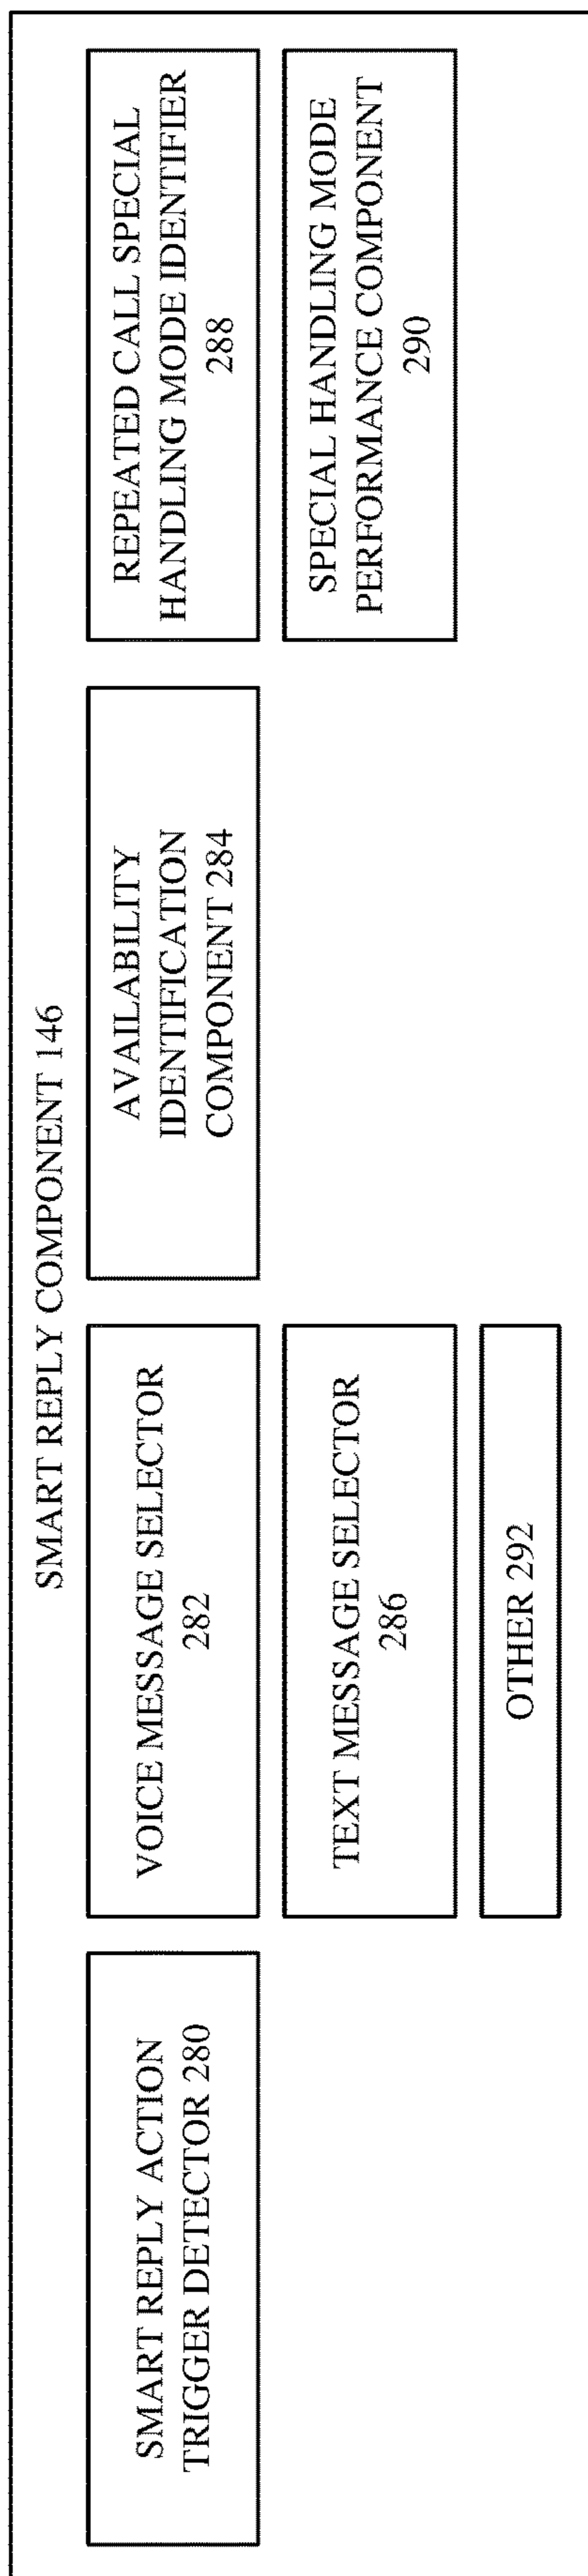 SMART REPLY COMPONENT 146
SMART REPLY ACTION
TRIGGER DETECTOR 280
VOICE MESSAGE SELECTOR
282
AVAILABILITY
IDENTIFICATION
COMPONENT 284
REPEATED CALL SPECIAL
HANDLING MODE IDENTIFIER
288
TEXT MESSAGE SELECTOR
286
SPECIAL HANDLING MODE
PERFORMANCE COMPONENT
290
OTHER 292